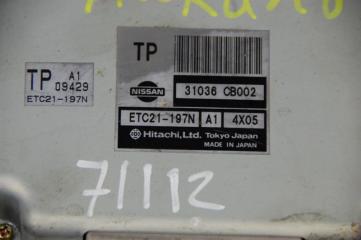 TP
TP A1
09429
ETC21-197N
NISSAN
31036 CB002
ETC21-197N A1 4X05
Hitachi, Ltd. Tokyo Japan
MADE IN JAPAN
71112